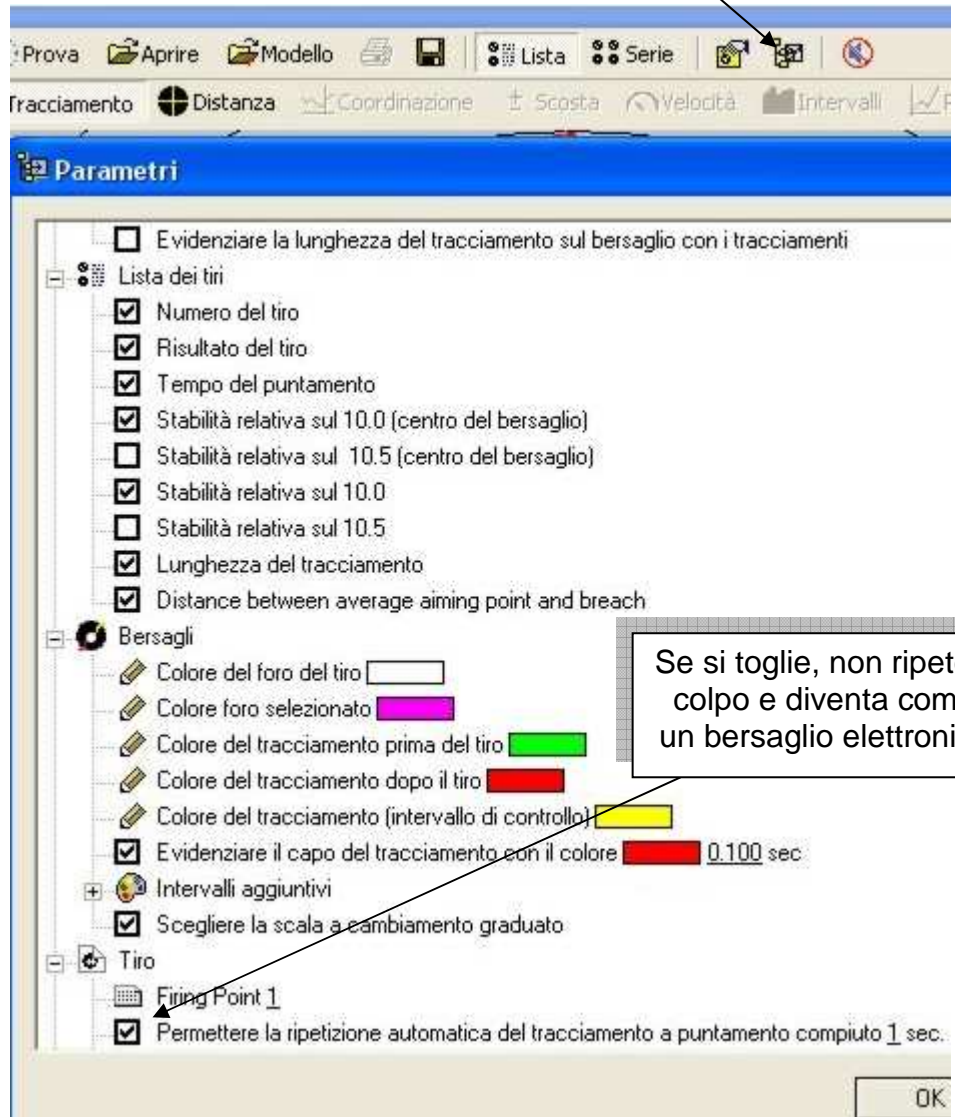 Prova Aprire Modello Lista Serie
Tracciamento Distanza Coordinazione ± Scosta Velocità Intervalli
Parametri
Evidenziare la lunghezza del tracciamento sul bersaglio con i tracciamenti
Lista dei tiri
Numero del tiro
Risultato del tiro
Tempo del puntamento
Stabilità relativa sul 10.0 (centro del bersaglio)
Stabilità relativa sul 10.5 (centro del bersaglio)
Stabilità relativa sul 10.0
Stabilità relativa sul 10.5
Lunghezza del tracciamento
Distance between average aiming point and breach
Bersagli
Colore del foro del tiro
Colore foro selezionato
Colore del tracciamento prima del tiro
Colore del tracciamento dopo il tiro
Colore del tracciamento (intervallo di controllo)
Evidenziare il capo del tracciamento con il colore 0.100 sec
Intervalli aggiuntivi
Scegliere la scala a cambiamento graduato
Tiro
Firing Point 1
Permettere la ripetizione automatica del tracciamento a puntamento compiuto 1 sec.
Se si toglie, non ripet
colpo e diventa com
un bersaglio elettroni
OK